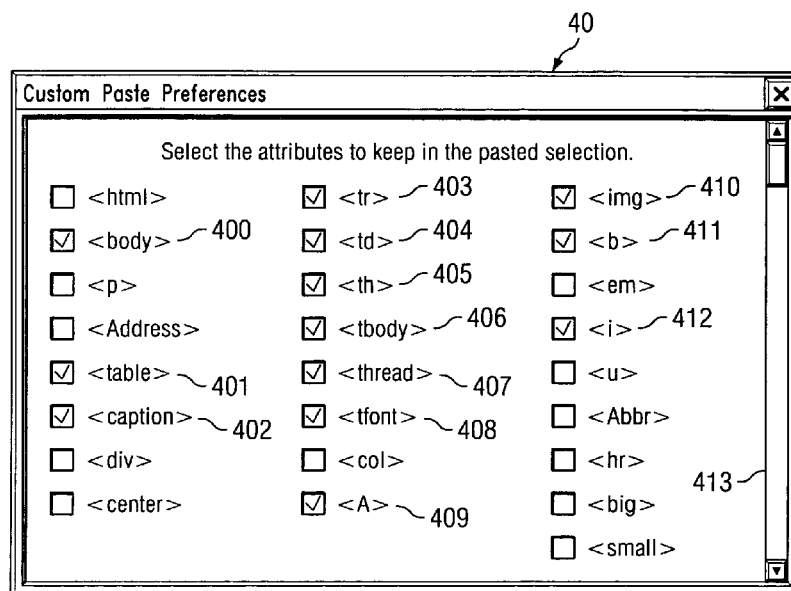 40
Custom Paste Preferences
Select the attributes to keep in the pasted selection.
<html>
<body> 400
<p>
<Address>
<table> 401
<caption> 402
<div>
<center>
<tr> 403
<td> 404
<th> 405
<tbody> 406
<thread> 407
<tfont> 408
<col>
<A> 409
<img> 410
<b> 411
<em>
<i> 412
<u>
<Abbr>
<hr>
<big>
<small>
413